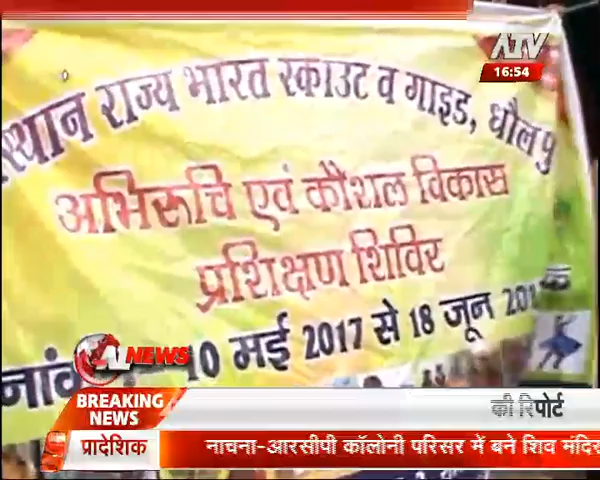 ATV
16:54
स्थान राज्य भारत स्काउट व गाइड, धौलपु
अभिरूचि एवं कौशल विकास
प्रशिक्षण शिविर
10 मई 2017 से 18 जून
NEWS
BREAKING
NEWS
की रिपोर्ट
प्रादेशिक
नाचना-आरसीपी कॉलोनी परिसर में बने शिव मंदिर